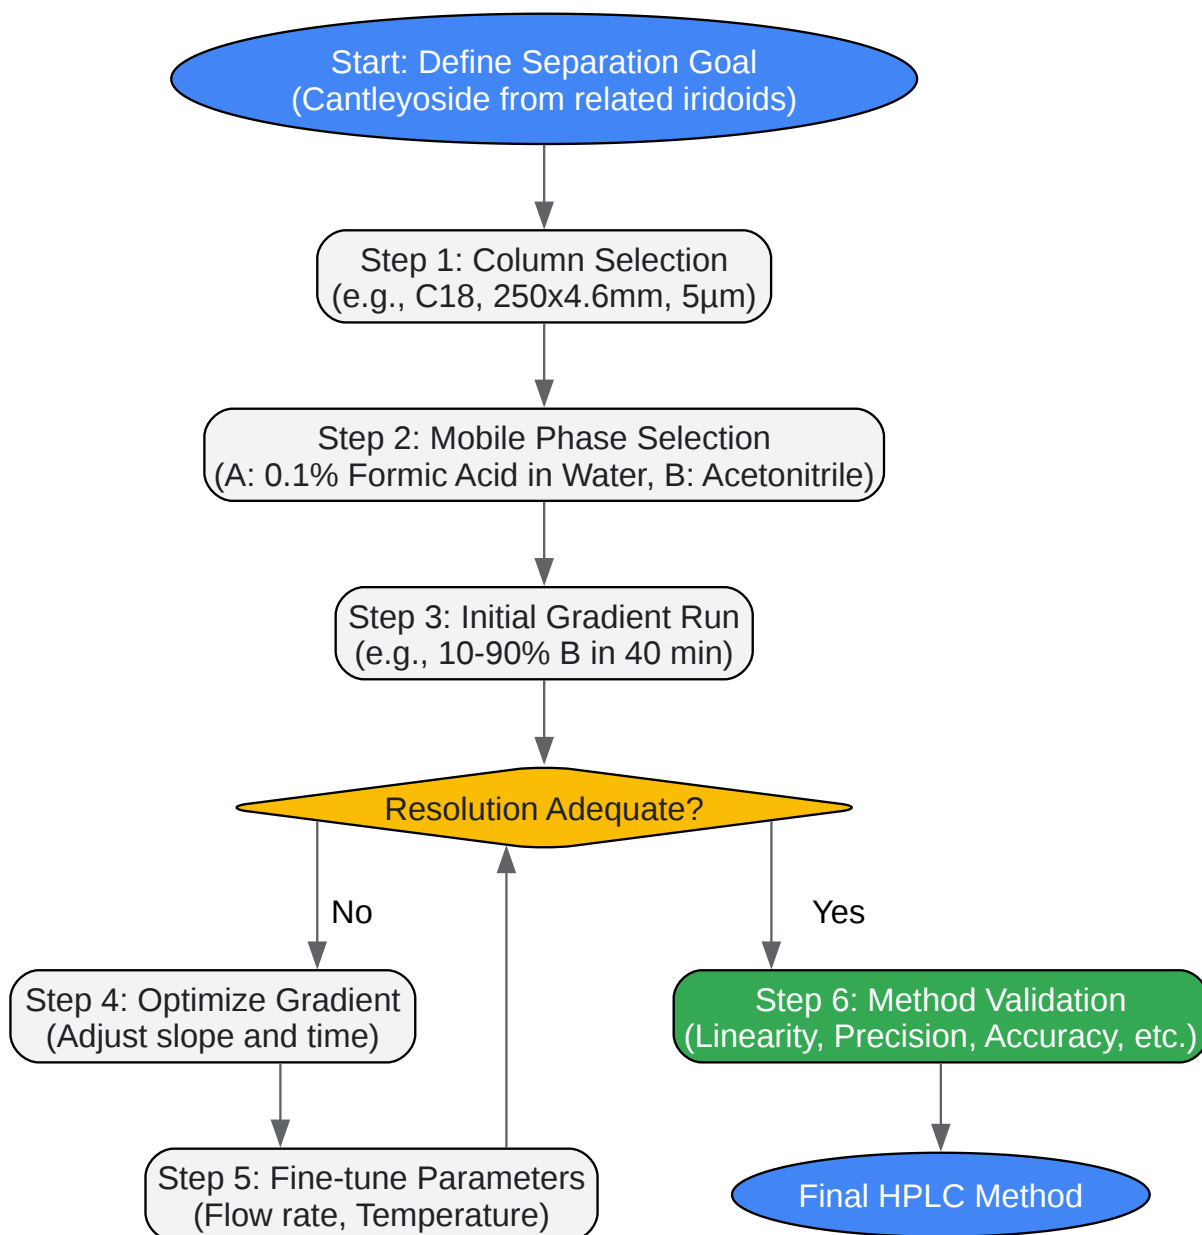 Start: Define Separation Goal
(Cantleyoside from related iridoids)
Step 1: Column Selection
(e.g., C18, 250x4.6mm, 5µm)
Step 2: Mobile Phase Selection
(A: 0.1% Formic Acid in Water, B: Acetonitrile)
Step 3: Initial Gradient Run
(e.g., 10-90% B in 40 min)
Resolution Adequate?
No
Yes
Step 4: Optimize Gradient
(Adjust slope and time)
Step 6: Method Validation
(Linearity, Precision, Accuracy, etc.)
Step 5: Fine-tune Parameters
(Flow rate, Temperature)
Final HPLC Method